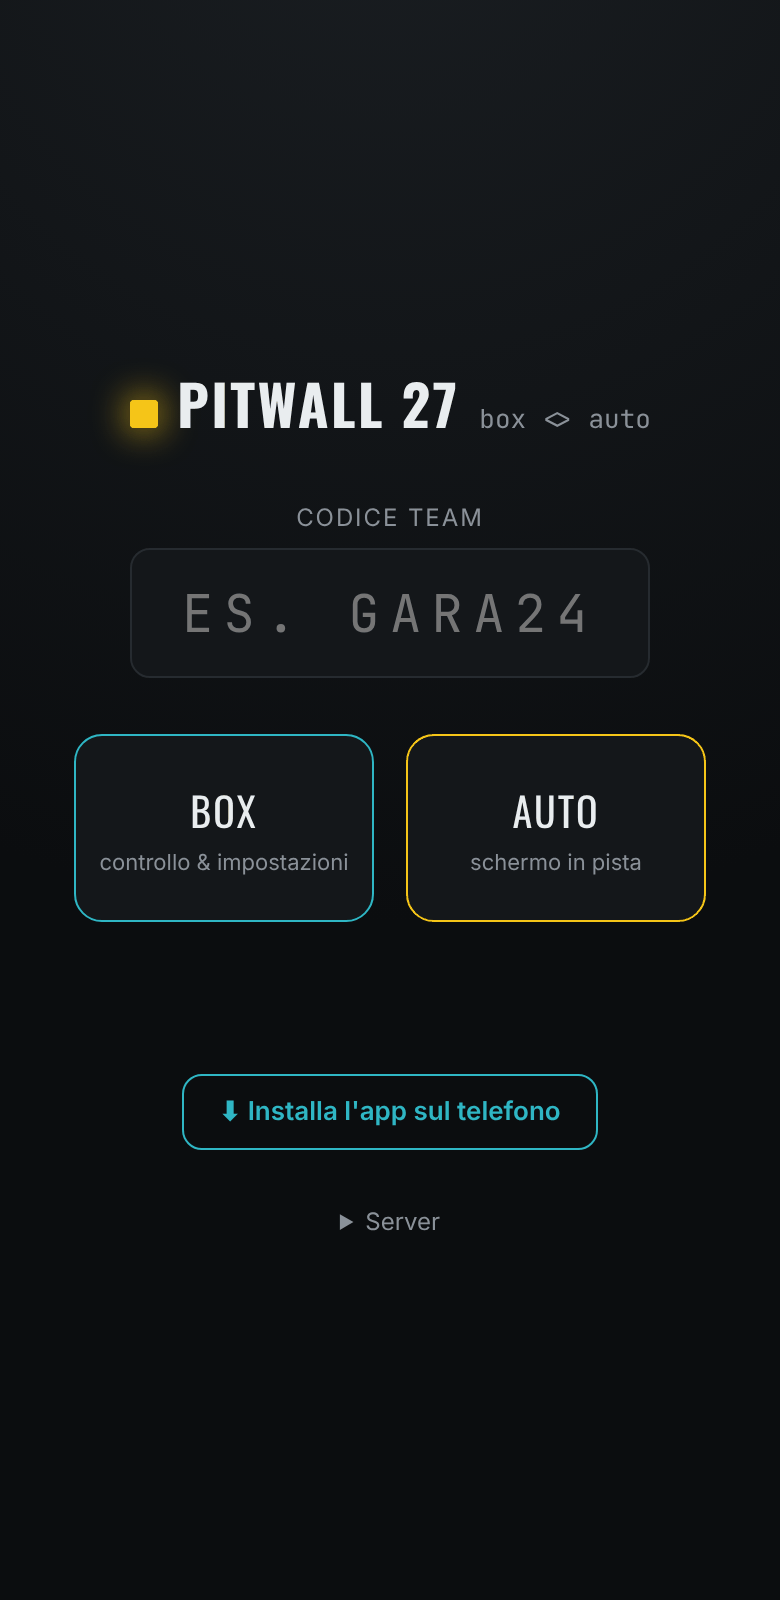 PITWALL 27 box <> auto
CODICE TEAM
ES. GARA24
BOX
controllo & impostazioni
AUTO
schermo in pista
⬇ Installa l'app sul telefono
▶ Server